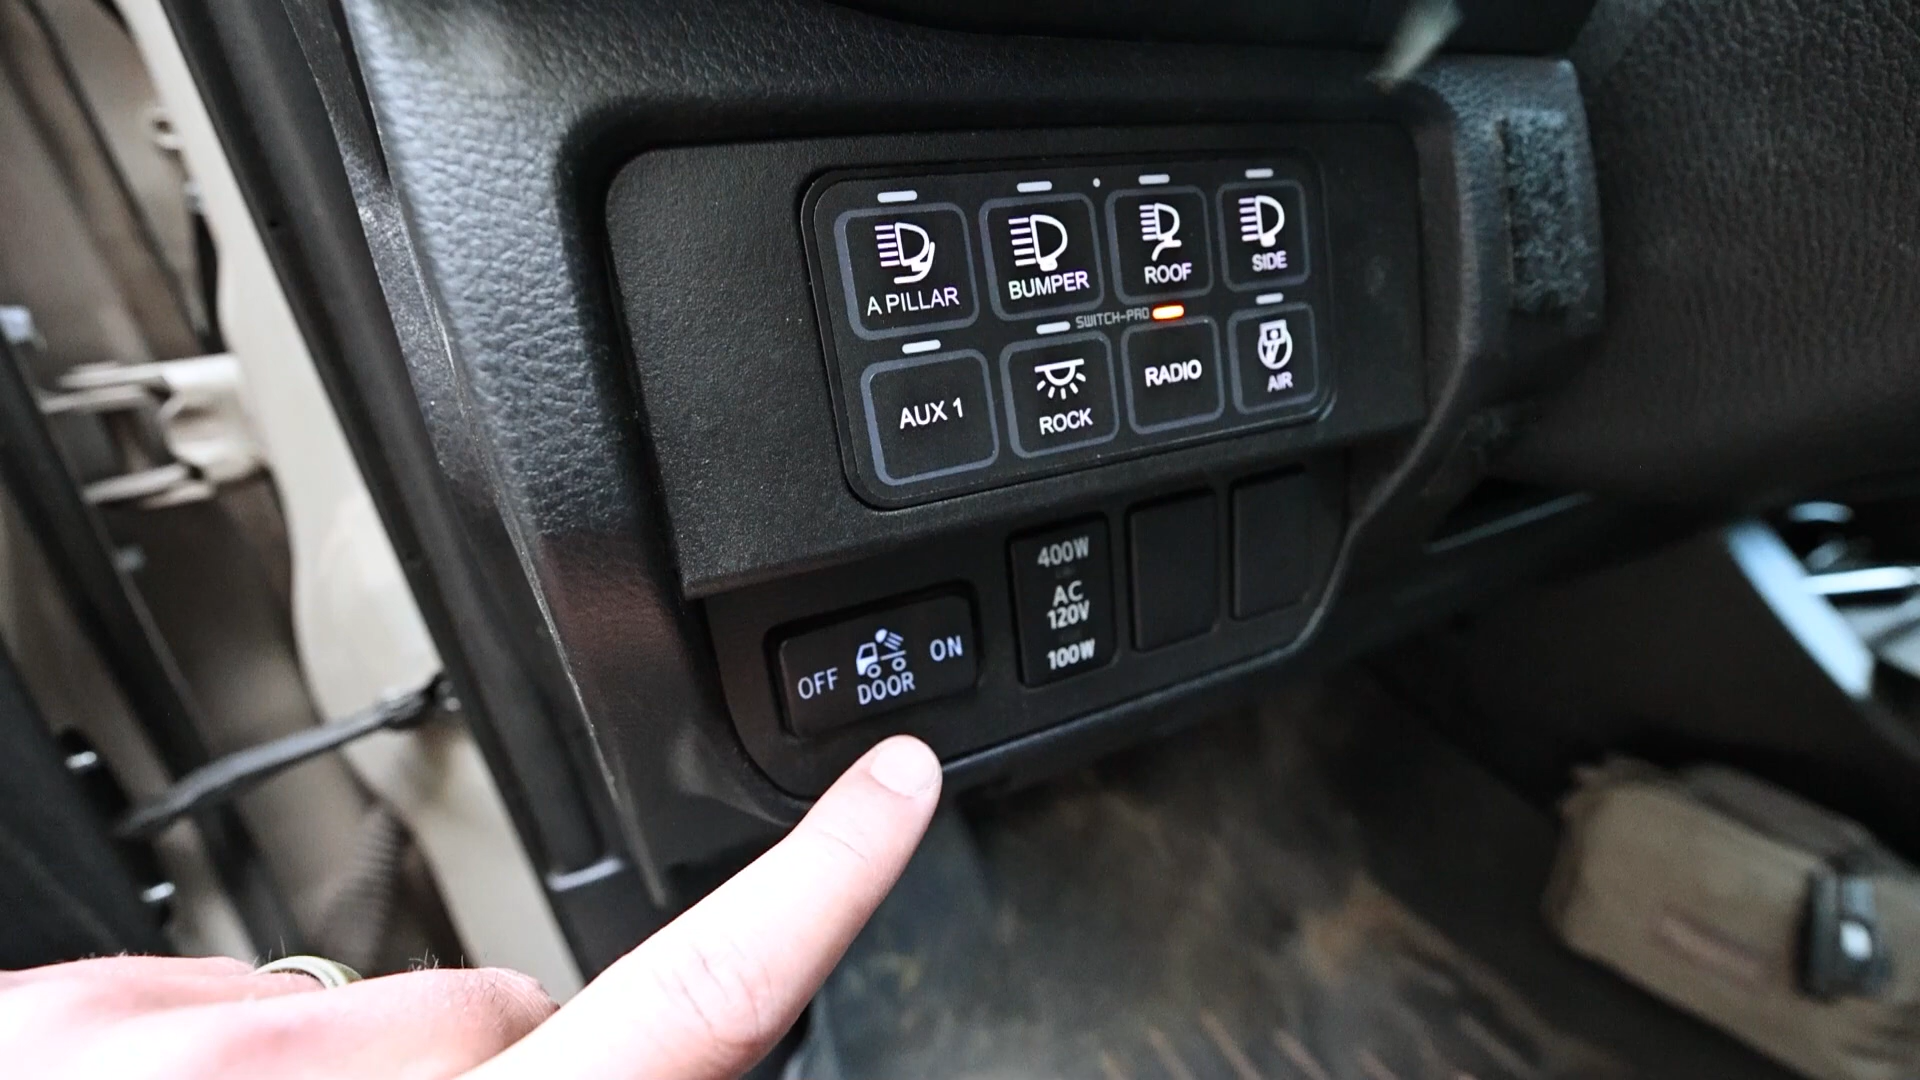 A PILLAR
BUMPER
ROOF
SIDE
SWITCH-PRO
AUX 1
ROCK
RADIO
AIR
400W
AC
120V
100W
OFF
DOOR
ON